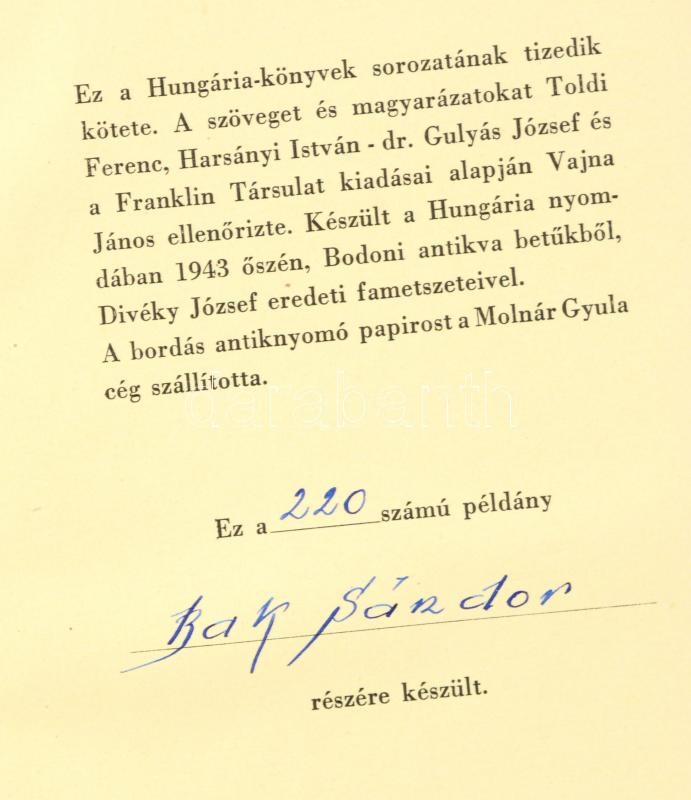 Ez a Hungária-könyvek sorozatának tizedik
kötete. A szöveget és magyarázatokat Toldi
Ferenc, Harsányi István - dr. Gulyás József és
a Franklin Társulat kiadásai alapján Vajna
János ellenőrizte. Készült a Hungária nyom-
dában 1943 őszén, Bodoni antikva betűkből,
Divéky József eredeti fametszeteivel.
A bordás antiknyomó papirost a Molnár Gyula
cég szállította.
darabanth
Ez a 220 számú példány
Bak Sándor
részére készült.